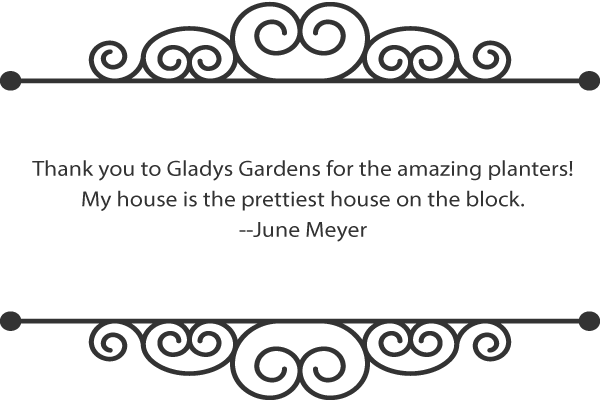 Thank you to Gladys Gardens for the amazing planters!
My house is the prettiest house on the block.
--June Meyer